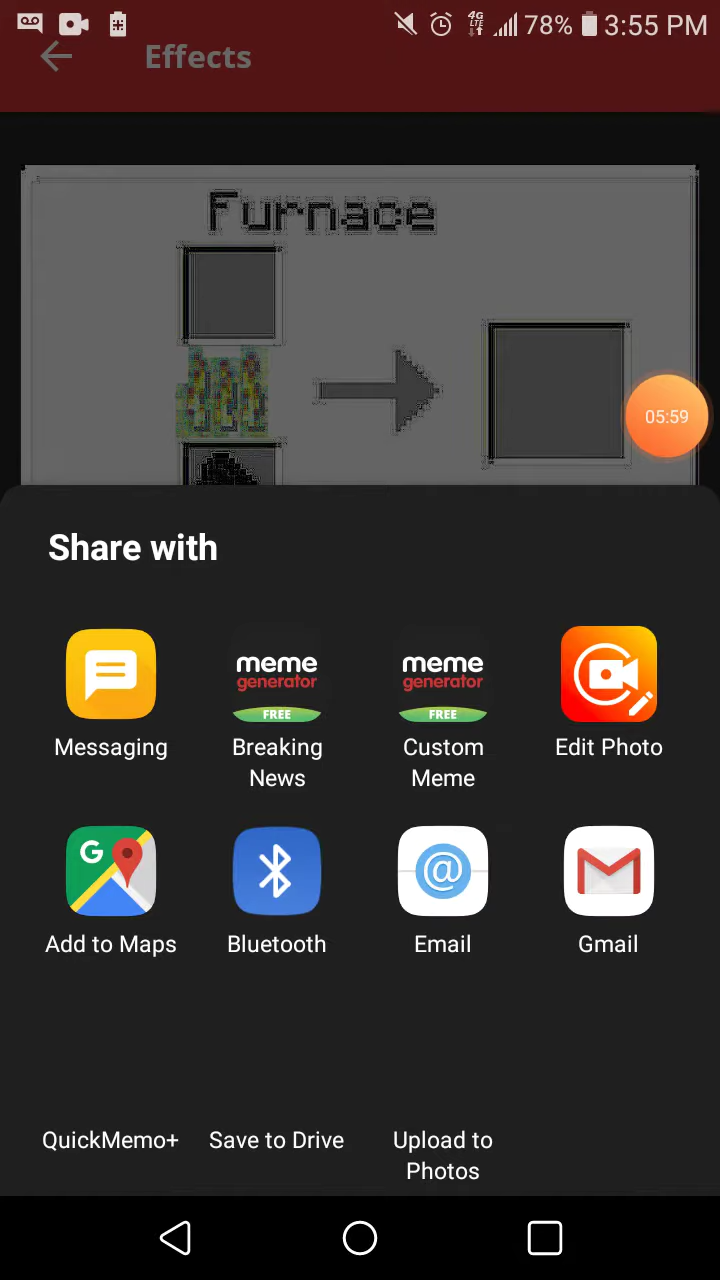 4G LTE 78% 3:55 PM
Effects
Furnace
05:59
Share with
meme generator FREE
meme generator FREE
Messaging
Breaking News
Custom Meme
Edit Photo
G
@
Add to Maps
Bluetooth
Email
Gmail
QuickMemo+
Save to Drive
Upload to Photos